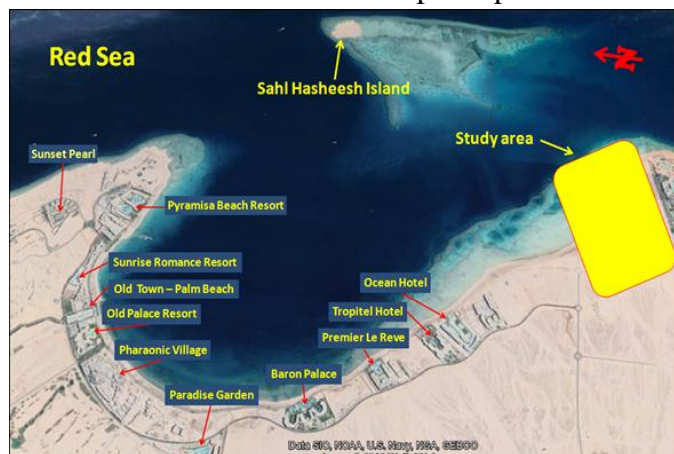 Red Sea
N
Sahl Hasheesh Island
Study area
Sunset Pearl
Pyramisa Beach Resort
Sunrise Romance Resort
Old Town – Palm Beach
Old Palace Resort
Ocean Hotel
Tropitel Hotel
Premier Le Reve
Pharaonic Village
Baron Palace
Paradise Garden
Data SIO, NOAA, U.S. Navy, NGA, GEBCO